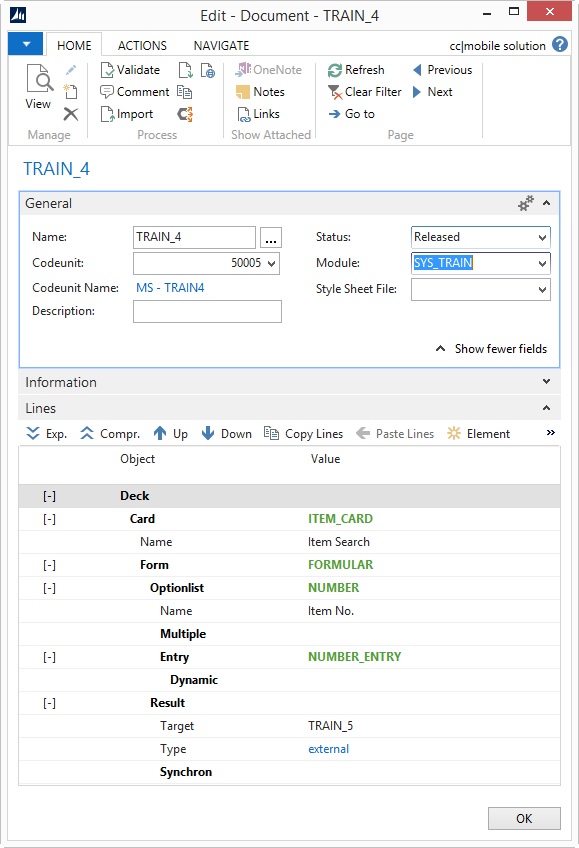 Edit - Document - TRAIN_4
HOME ACTIONS NAVIGATE cc|mobile solution ?
View
Manage
Validate
Comment
Import
Process
OneNote
Notes
Links
Show Attached
Refresh
Clear Filter
Go to
Previous
Next
Page
TRAIN_4
General
Name: TRAIN_4 ...
Codeunit: 50005
Codeunit Name: MS - TRAIN4
Description:
Status: Released
Module: SYS_TRAIN
Style Sheet File:
Show fewer fields
Information
Lines
Exp. Compr. Up Down Copy Lines Paste Lines Element »
Object Value
[-] Deck
[-] Card ITEM_CARD
Name Item Search
[-] Form FORMULAR
[-] Optionlist NUMBER
Name Item No.
Multiple
[-] Entry NUMBER_ENTRY
Dynamic
[-] Result
Target TRAIN_5
Type external
Synchron
OK